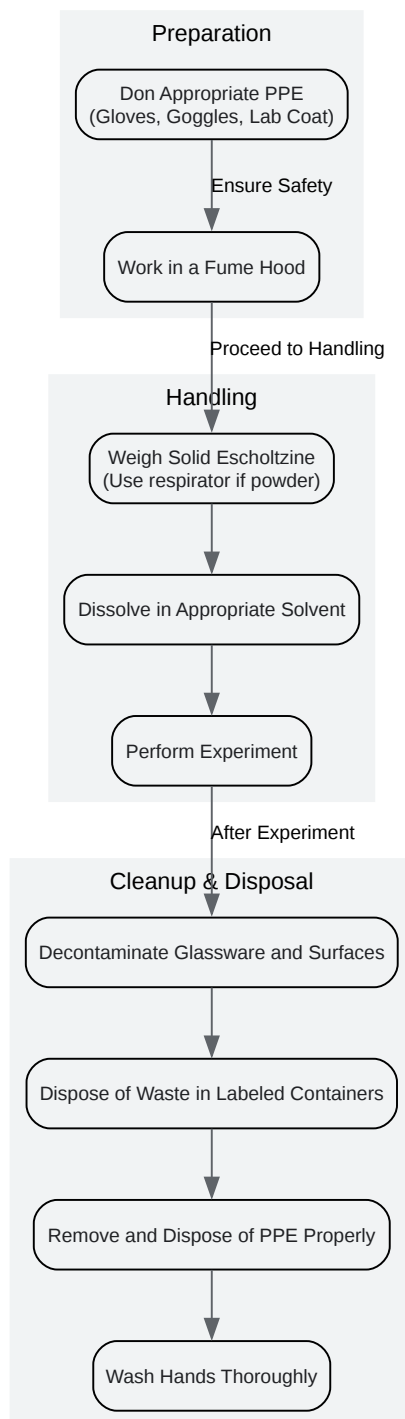 Preparation
Don Appropriate PPE
(Gloves, Goggles, Lab Coat)
Ensure Safety
Work in a Fume Hood
Proceed to Handling
Handling
Weigh Solid Escholtzine
(Use respirator if powder)
Dissolve in Appropriate Solvent
Perform Experiment
After Experiment
Cleanup & Disposal
Decontaminate Glassware and Surfaces
Dispose of Waste in Labeled Containers
Remove and Dispose of PPE Properly
Wash Hands Thoroughly